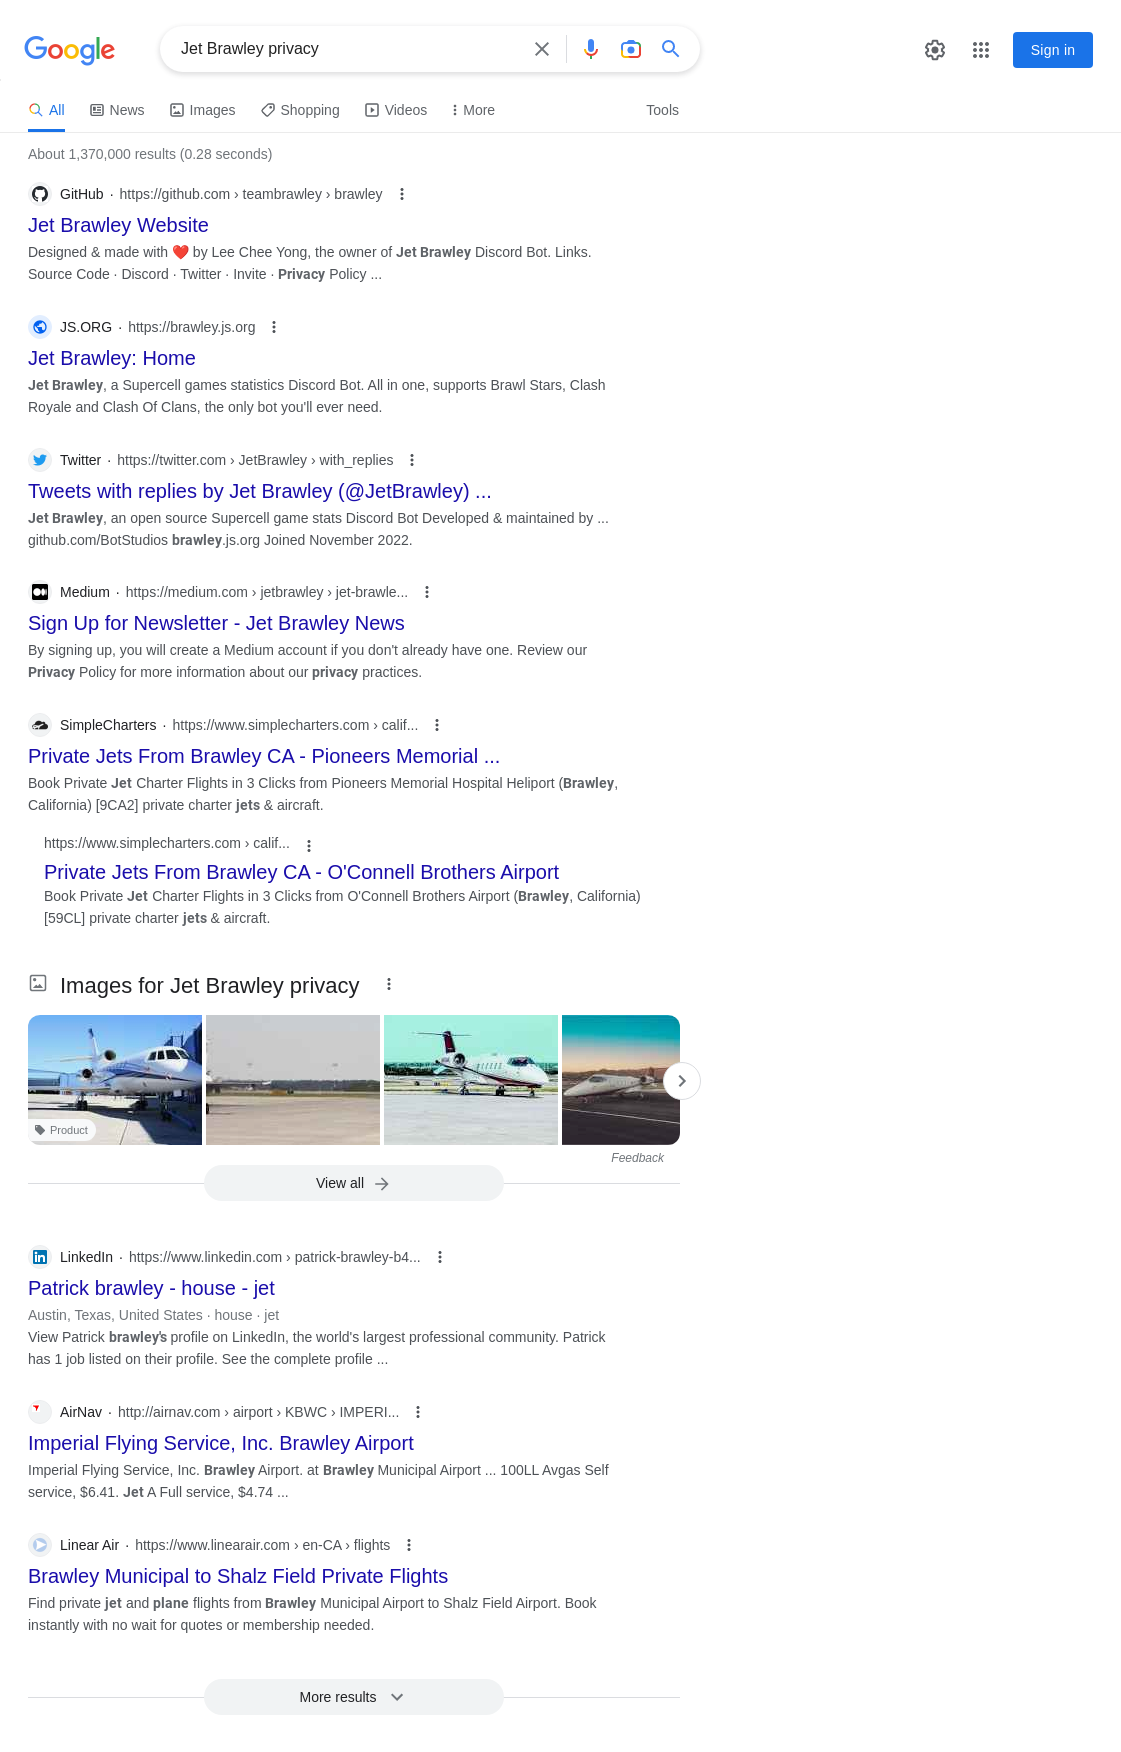 Google
Jet Brawley privacy
Sign in
All
News
Images
Shopping
Videos
More
Tools
About 1,370,000 results (0.28 seconds)
GitHub · https://github.com › teambrawley › brawley
Jet Brawley Website
Designed & made with ❤️ by Lee Chee Yong, the owner of Jet Brawley Discord Bot. Links.
Source Code · Discord · Twitter · Invite · Privacy Policy ...
JS.ORG · https://brawley.js.org
Jet Brawley: Home
Jet Brawley, a Supercell games statistics Discord Bot. All in one, supports Brawl Stars, Clash
Royale and Clash Of Clans, the only bot you'll ever need.
Twitter · https://twitter.com › JetBrawley › with_replies
Tweets with replies by Jet Brawley (@JetBrawley) ...
Jet Brawley, an open source Supercell game stats Discord Bot Developed & maintained by ...
github.com/BotStudios brawley.js.org Joined November 2022.
Medium · https://medium.com › jetbrawley › jet-brawle...
Sign Up for Newsletter - Jet Brawley News
By signing up, you will create a Medium account if you don't already have one. Review our
Privacy Policy for more information about our privacy practices.
SimpleCharters · https://www.simplecharters.com › calif...
Private Jets From Brawley CA - Pioneers Memorial ...
Book Private Jet Charter Flights in 3 Clicks from Pioneers Memorial Hospital Heliport (Brawley,
California) [9CA2] private charter jets & aircraft.
https://www.simplecharters.com › calif...
Private Jets From Brawley CA - O'Connell Brothers Airport
Book Private Jet Charter Flights in 3 Clicks from O'Connell Brothers Airport (Brawley, California)
[59CL] private charter jets & aircraft.
Images for Jet Brawley privacy
Product
Feedback
View all
LinkedIn · https://www.linkedin.com › patrick-brawley-b4...
Patrick brawley - house - jet
Austin, Texas, United States · house · jet
View Patrick brawley's profile on LinkedIn, the world's largest professional community. Patrick
has 1 job listed on their profile. See the complete profile ...
AirNav · http://airnav.com › airport › KBWC › IMPERI...
Imperial Flying Service, Inc. Brawley Airport
Imperial Flying Service, Inc. Brawley Airport. at Brawley Municipal Airport ... 100LL Avgas Self
service, $6.41. Jet A Full service, $4.74 ...
Linear Air · https://www.linearair.com › en-CA › flights
Brawley Municipal to Shalz Field Private Flights
Find private jet and plane flights from Brawley Municipal Airport to Shalz Field Airport. Book
instantly with no wait for quotes or membership needed.
More results